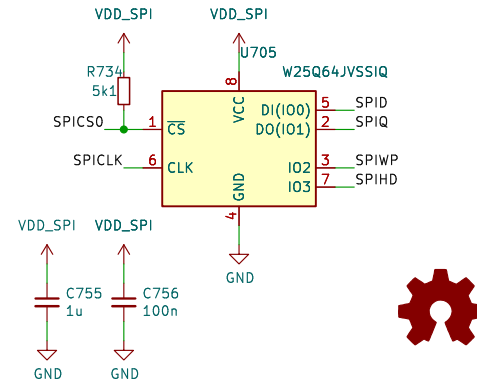 VDD_SPI
VDD_SPI
U705
W25Q64JVSSIQ
R734
5k1
8
VCC
SPICS0
1
CS
DI(IO0)
5
SPID
DO(IO1)
2
SPIQ
SPICLK
6
CLK
IO2
3
SPIWP
IO3
7
SPIHD
GND
4
GND
VDD_SPI
VDD_SPI
C755
1u
C756
100n
GND
GND